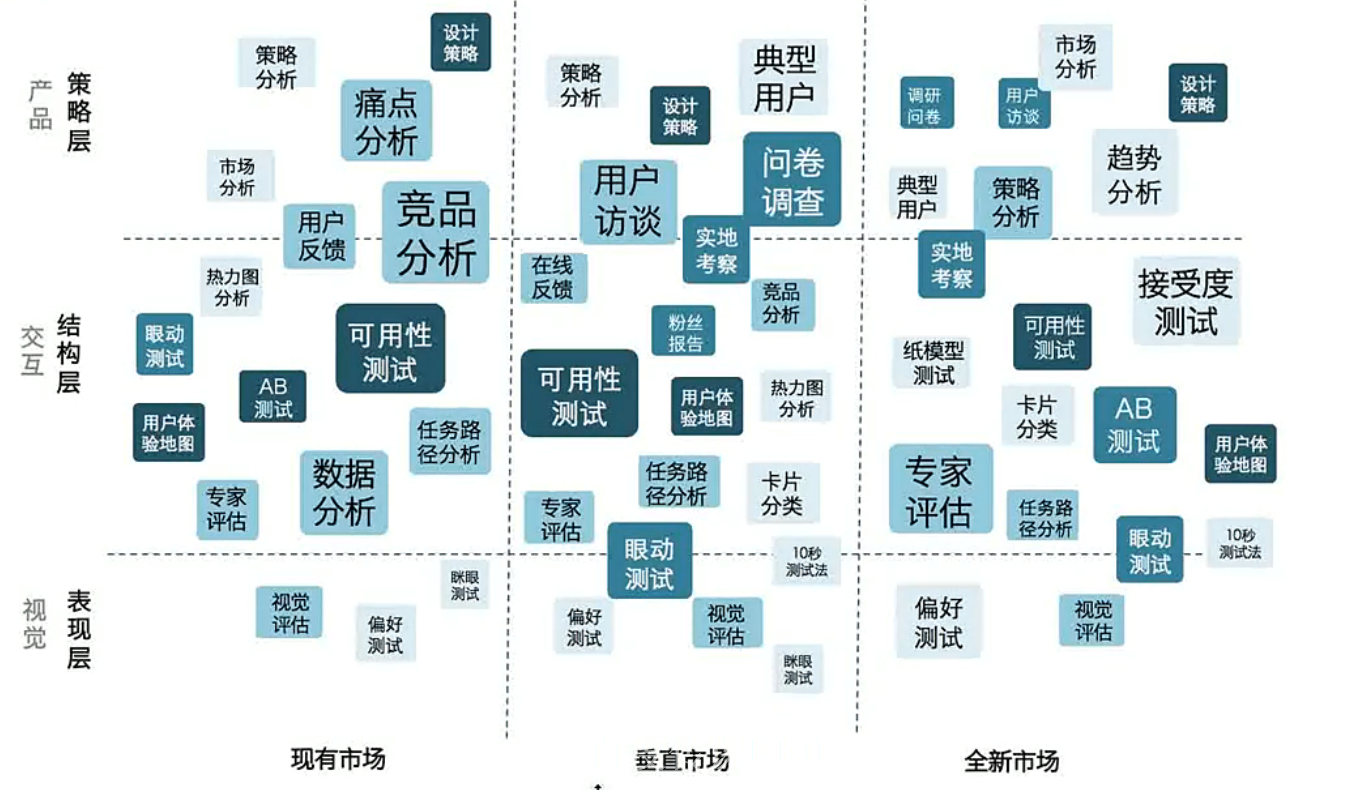 产
品
策
略
层
策略
分析
设计
策略
痛点
分析
市场
分析
用户
反馈
竞品
分析
策略
分析
设计
策略
典型
用户
用户
访谈
问卷
调查
实地
考察
调研
问卷
用户
访谈
市场
分析
设计
策略
典型
用户
策略
分析
趋势
分析
实地
考察
交
互
结
构
层
热力图
分析
眼动
测试
可用性
测试
AB
测试
用户体
验地图
任务路
径分析
数据
分析
专家
评估
在线
反馈
竞品
分析
粉丝
报告
可用性
测试
用户体
验地图
热力图
分析
任务路
径分析
卡片
分类
专家
评估
眼动
测试
10秒
测试法
接受度
测试
可用性
测试
纸模型
测试
卡片
分类
AB
测试
用户体
验地图
专家
评估
任务路
径分析
眼动
测试
10秒
测试法
视
觉
表
现
层
视觉
评估
偏好
测试
眯眼
测试
偏好
测试
视觉
评估
眯眼
测试
偏好
测试
视觉
评估
现有市场
垂直市场
全新市场